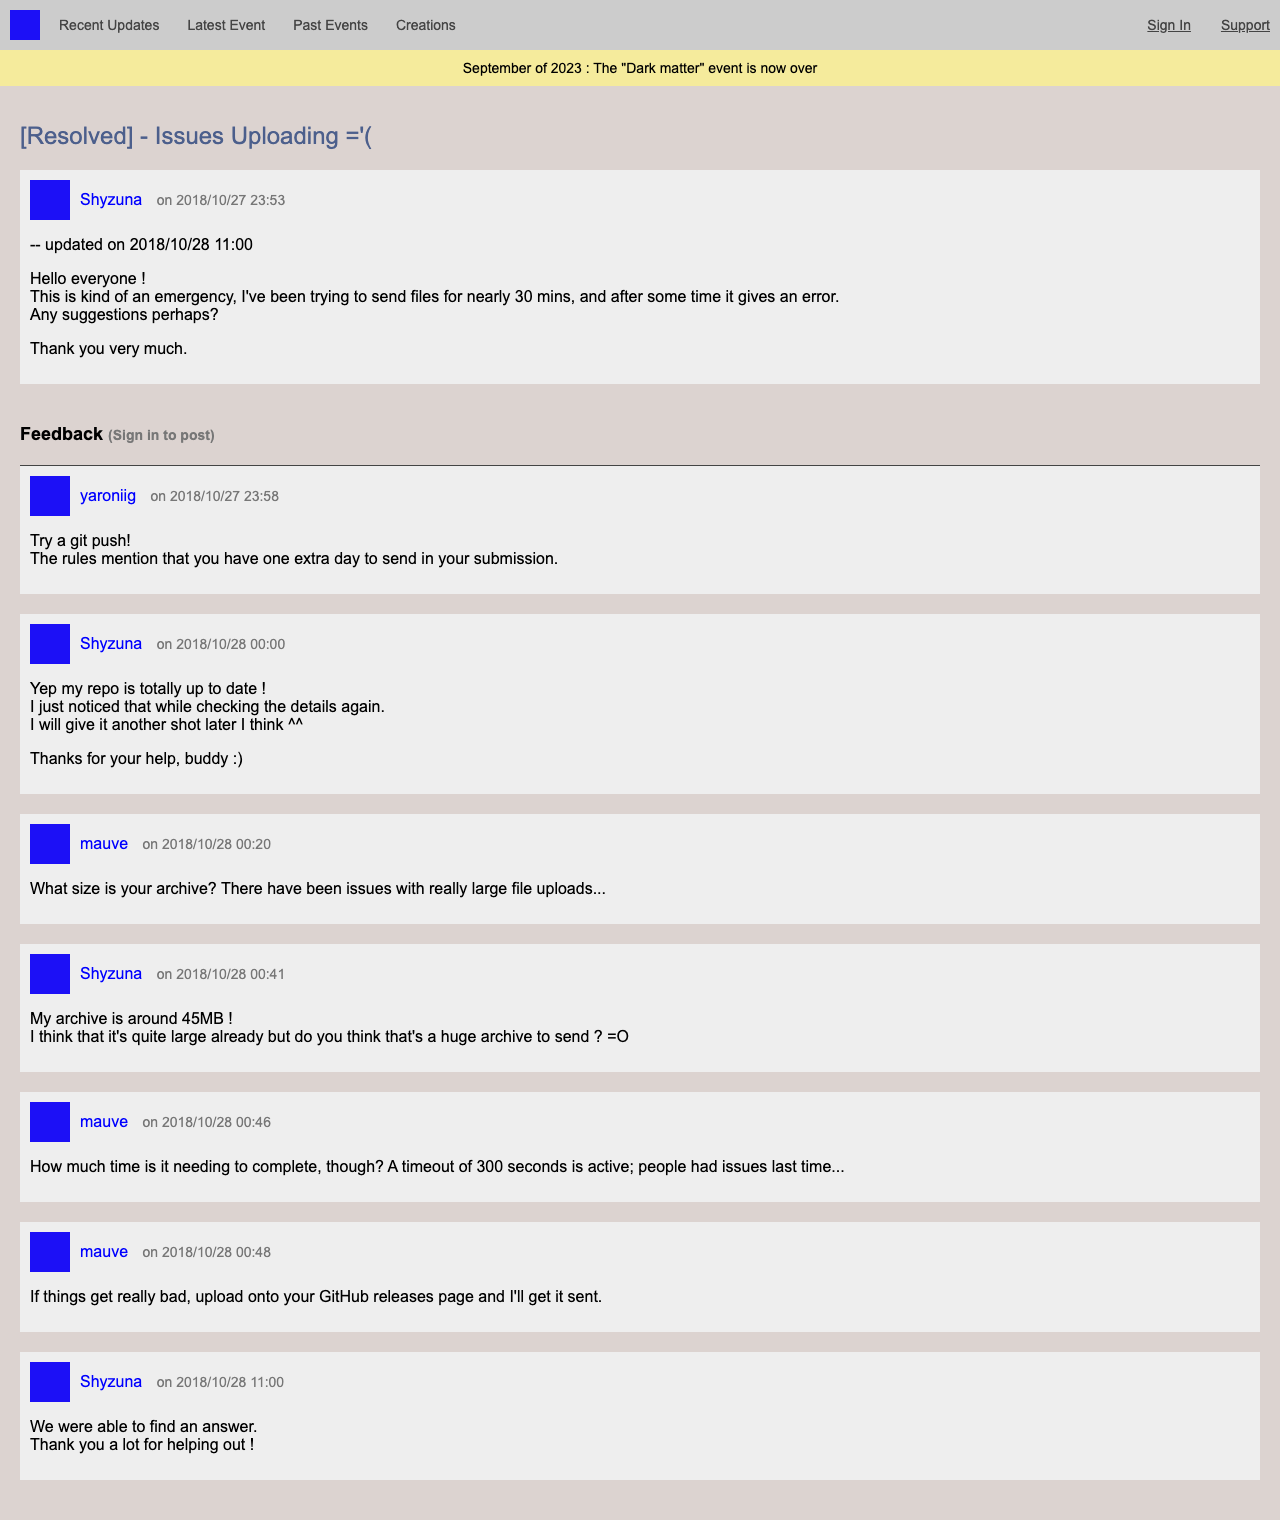 Recent Updates Latest Event Past Events Creations Sign In Support
September of 2023 : The "Dark matter" event is now over
[Resolved] - Issues Uploading ='(
Shyzuna on 2018/10/27 23:53
-- updated on 2018/10/28 11:00
Hello everyone !
This is kind of an emergency, I've been trying to send files for nearly 30 mins, and after some time it gives an error.
Any suggestions perhaps?
Thank you very much.
Feedback (Sign in to post)
yaroniig on 2018/10/27 23:58
Try a git push!
The rules mention that you have one extra day to send in your submission.
Shyzuna on 2018/10/28 00:00
Yep my repo is totally up to date !
I just noticed that while checking the details again.
I will give it another shot later I think ^^
Thanks for your help, buddy :)
mauve on 2018/10/28 00:20
What size is your archive? There have been issues with really large file uploads...
Shyzuna on 2018/10/28 00:41
My archive is around 45MB !
I think that it's quite large already but do you think that's a huge archive to send ? =O
mauve on 2018/10/28 00:46
How much time is it needing to complete, though? A timeout of 300 seconds is active; people had issues last time...
mauve on 2018/10/28 00:48
If things get really bad, upload onto your GitHub releases page and I'll get it sent.
Shyzuna on 2018/10/28 11:00
We were able to find an answer.
Thank you a lot for helping out !